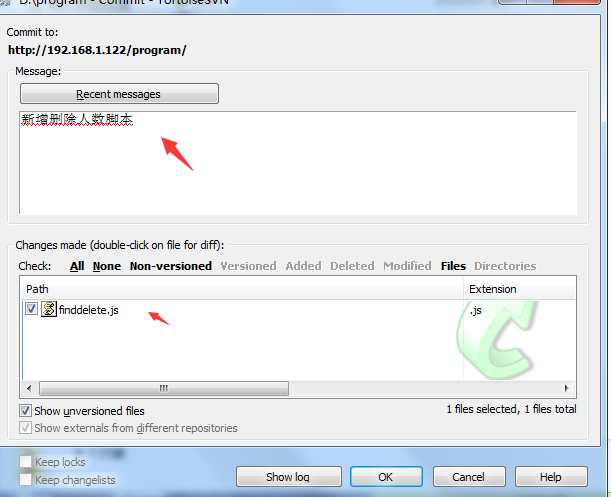 D:\program - Commit - TortoiseSVN
Commit to:
http://192.168.1.122/program/
Message:
Recent messages
新增删除人数脚本
Changes made (double-click on file for diff):
Check: All None Non-versioned Versioned Added Deleted Modified Files Directories
Path Extension
finddelete.js .js
Show unversioned files 1 files selected, 1 files total
Show externals from different repositories
Keep locks
Keep changelists
Show log OK Cancel Help